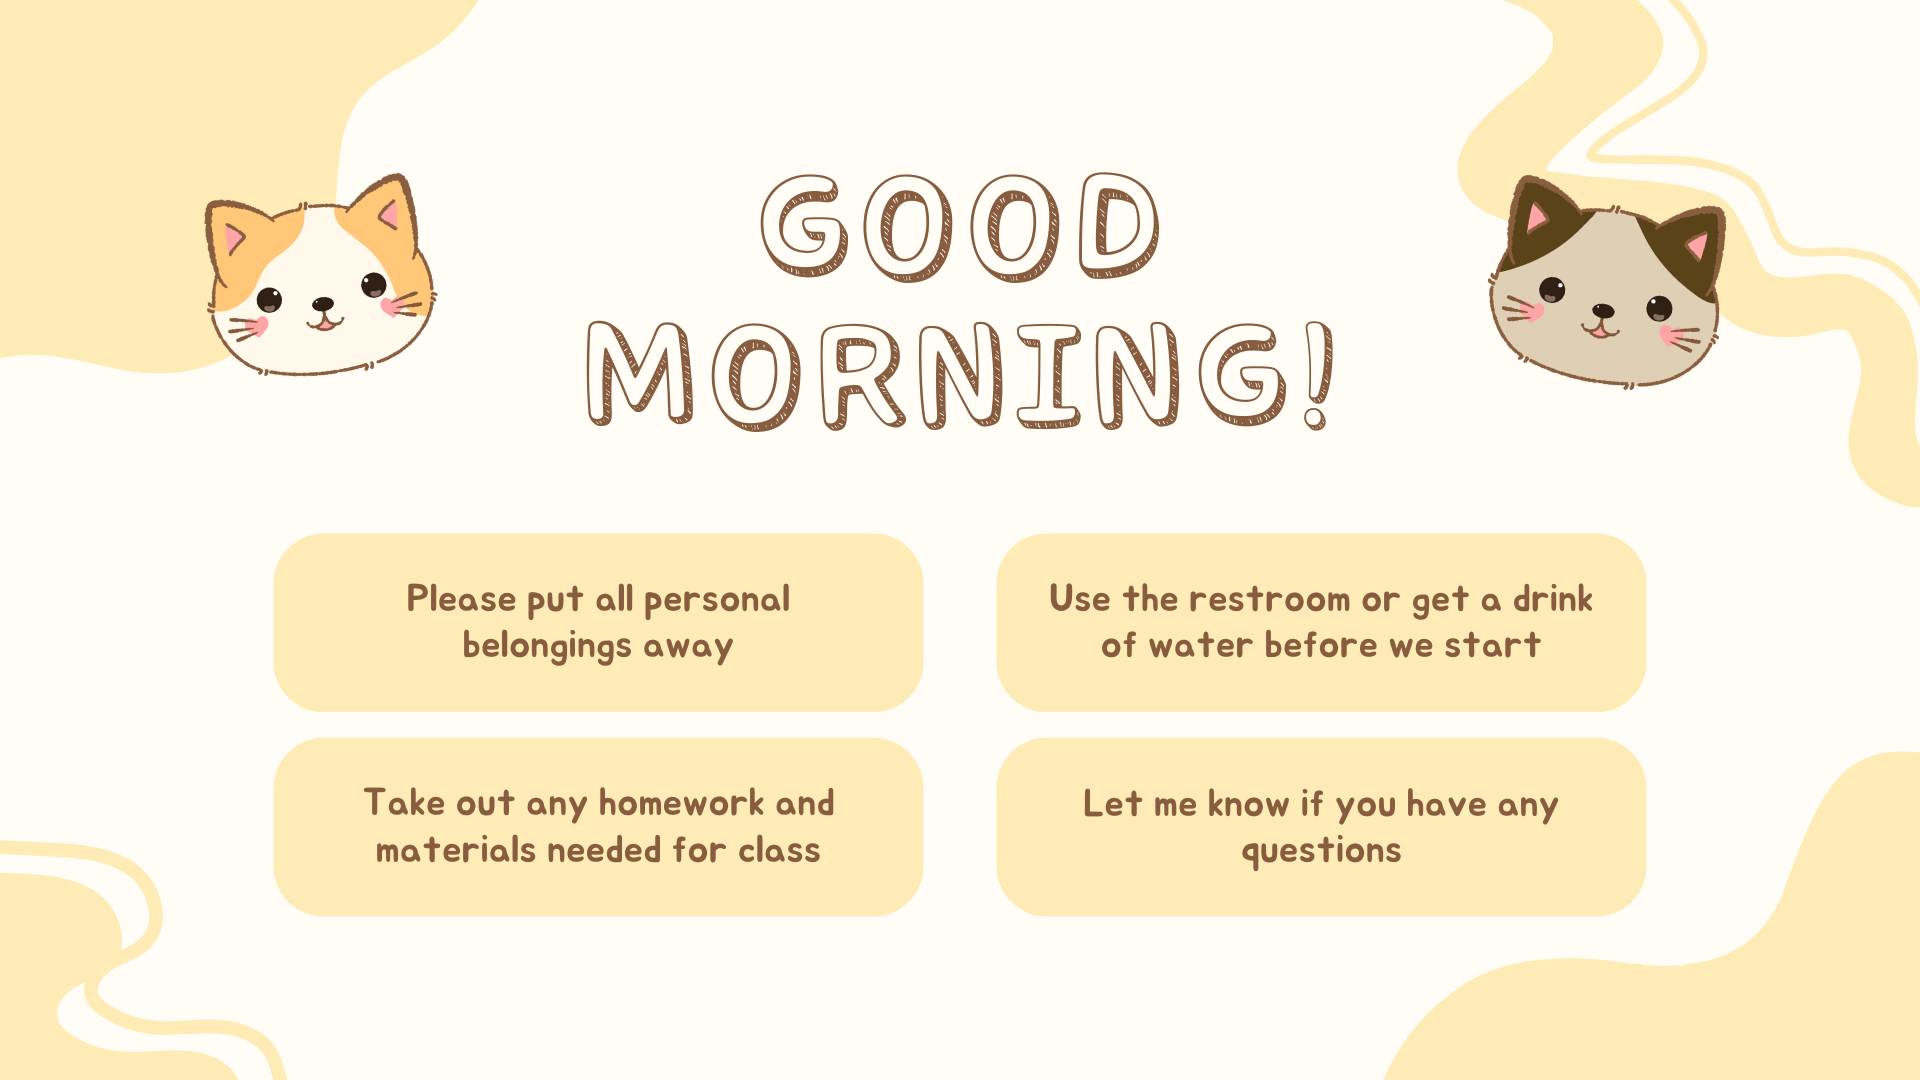 GOOD
MORNING!
Please put all personal
belongings away
Use the restroom or get a drink
of water before we start
Take out any homework and
materials needed for class
Let me know if you have any
questions